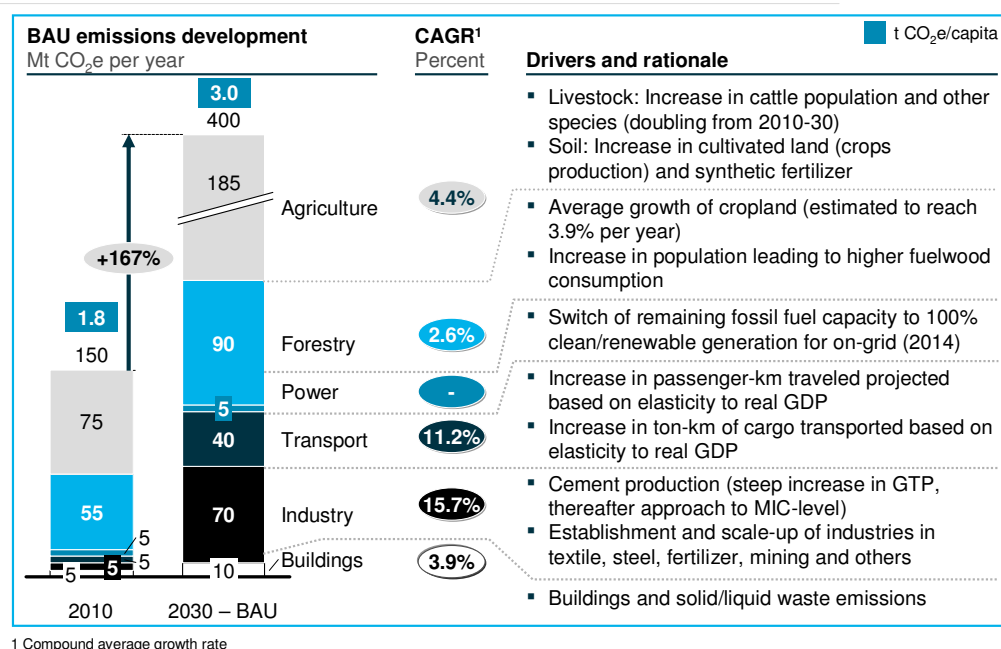 BAU emissions development
Mt CO₂e per year
CAGR¹
Percent
t CO₂e/capita
Drivers and rationale
3.0
400
185
+167%
1.8
150
75
55
5
5
5
5
90
5
40
70
10
2010
2030 – BAU
Agriculture
Forestry
Power
Transport
Industry
Buildings
4.4%
2.6%
-
11.2%
15.7%
3.9%
▪ Livestock: Increase in cattle population and other
species (doubling from 2010-30)
▪ Soil: Increase in cultivated land (crops
production) and synthetic fertilizer
▪ Average growth of cropland (estimated to reach
3.9% per year)
▪ Increase in population leading to higher fuelwood
consumption
▪ Switch of remaining fossil fuel capacity to 100%
clean/renewable generation for on-grid (2014)
▪ Increase in passenger-km traveled projected
based on elasticity to real GDP
▪ Increase in ton-km of cargo transported based on
elasticity to real GDP
▪ Cement production (steep increase in GTP,
thereafter approach to MIC-level)
▪ Establishment and scale-up of industries in
textile, steel, fertilizer, mining and others
▪ Buildings and solid/liquid waste emissions
1 Compound average growth rate